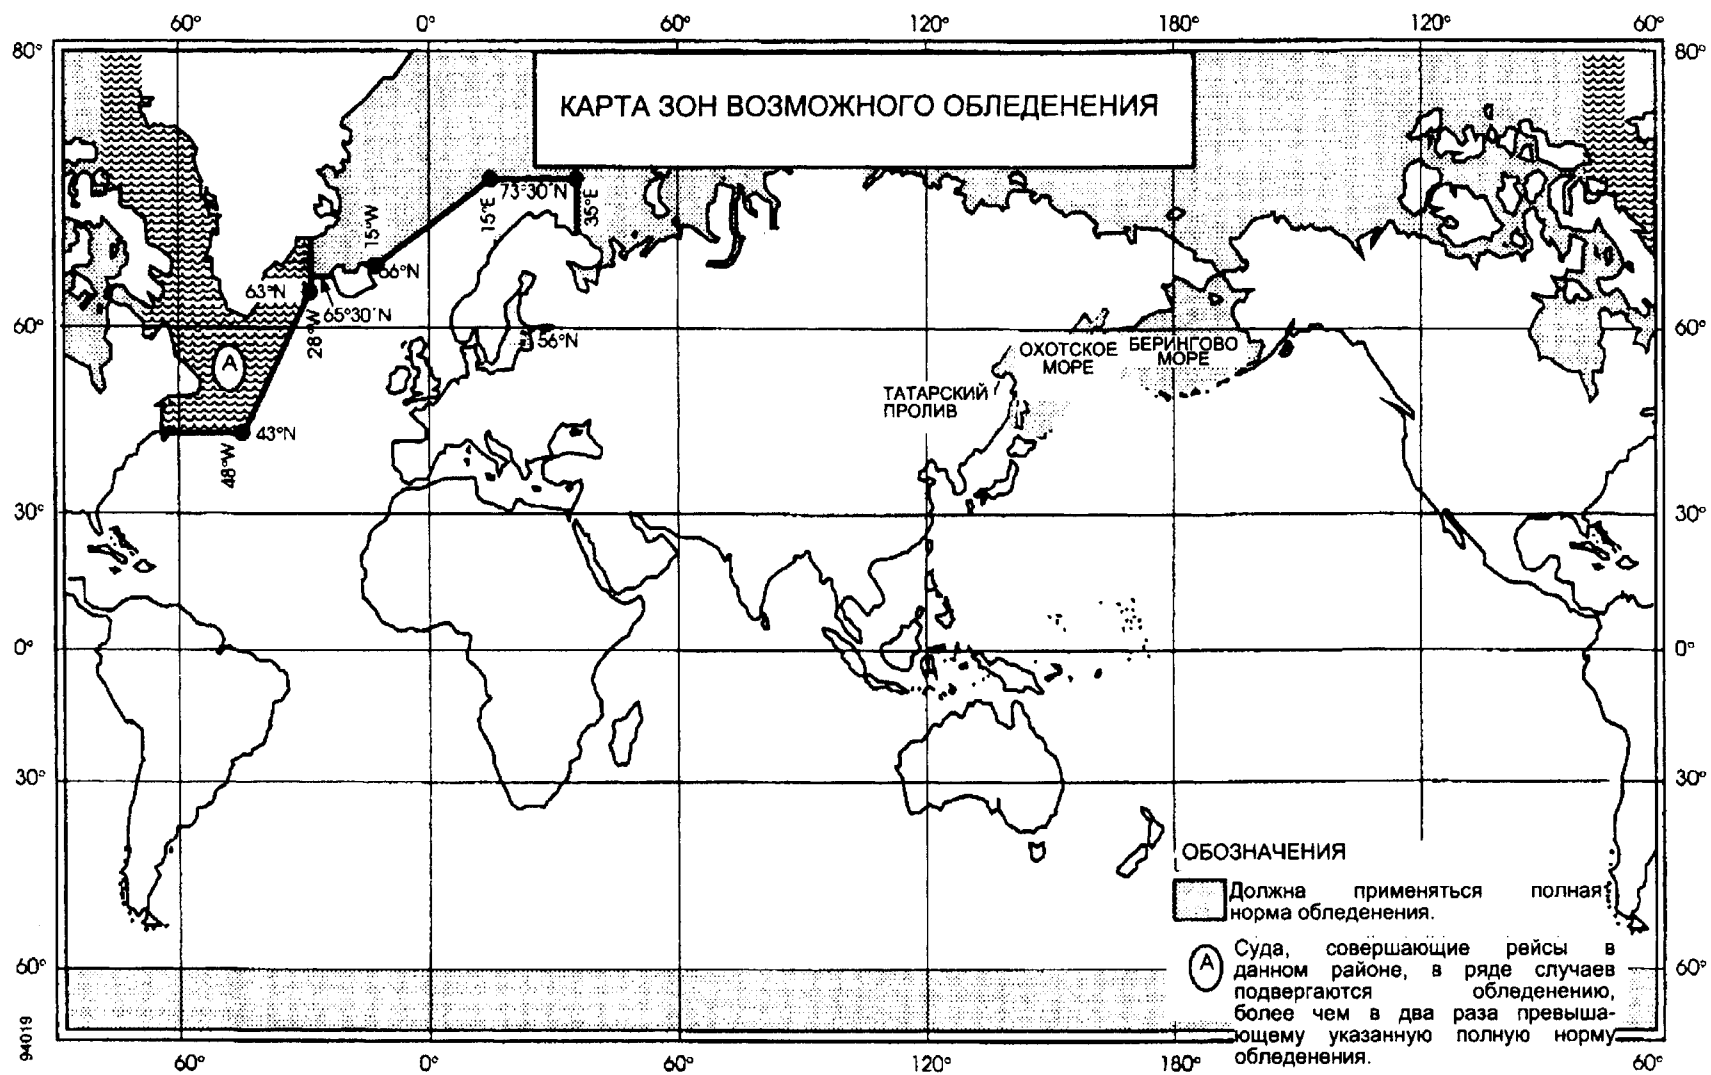 60° 0° 60° 120° 180° 120° 60°
80° 80°
КАРТА ЗОН ВОЗМОЖНОГО ОБЛЕДЕНЕНИЯ
73°30´N
15°E
35°E
15°W
66°N
63°N
65°30´N
28°W
60° 60°
56°N
A
ОХОТСКОЕ
МОРЕ
БЕРИНГОВО
МОРЕ
ТАТАРСКИЙ
ПРОЛИВ
43°N
48°W
30° 30°
0° 0°
30° 30°
ОБОЗНАЧЕНИЯ
Должна применяться полная
норма обледенения.
A
Суда, совершающие рейсы в
данном районе, в ряде случаев
подвергаются обледенению,
более чем в два раза превыша-
ющему указанную полную норму
обледенения.
60° 60°
94019
60° 0° 60° 120° 180° 60°